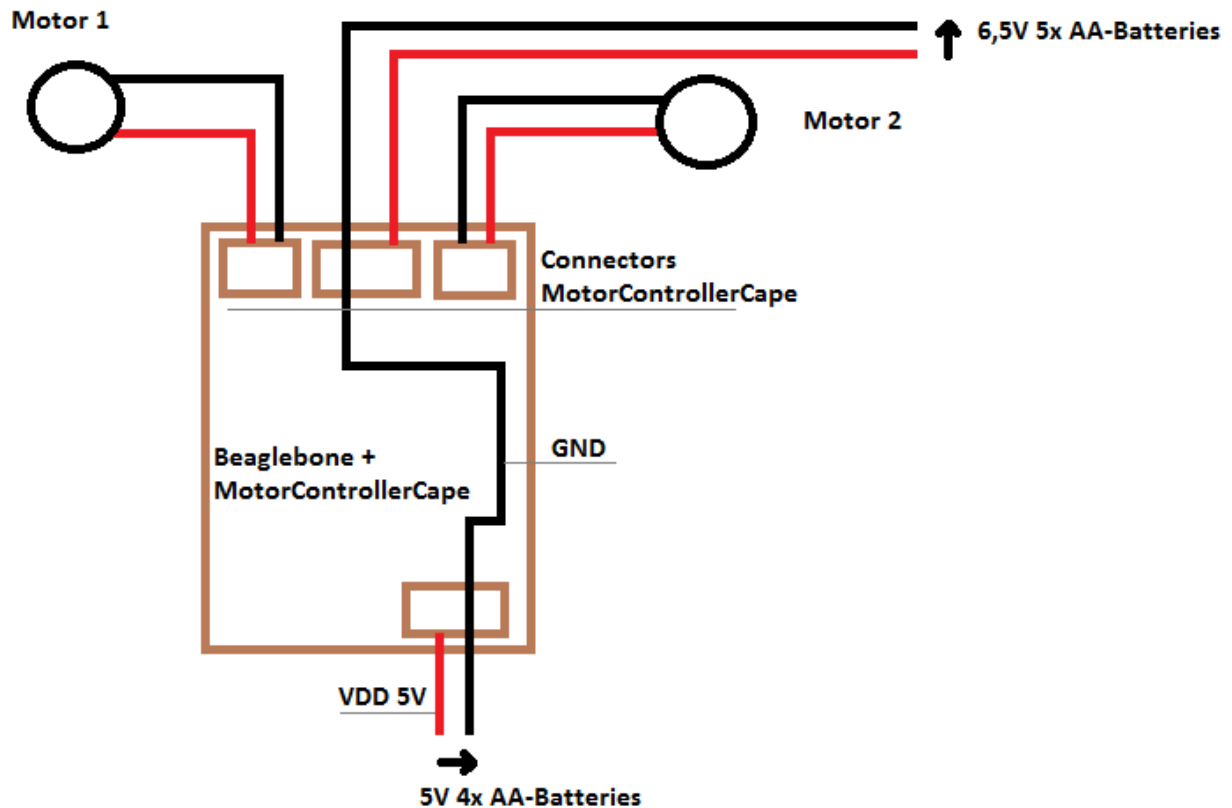 Motor 1
6,5V 5x AA-Batteries
Motor 2
Connectors
MotorControllerCape
Beaglebone +
MotorControllerCape
GND
VDD 5V
5V 4x AA-Batteries